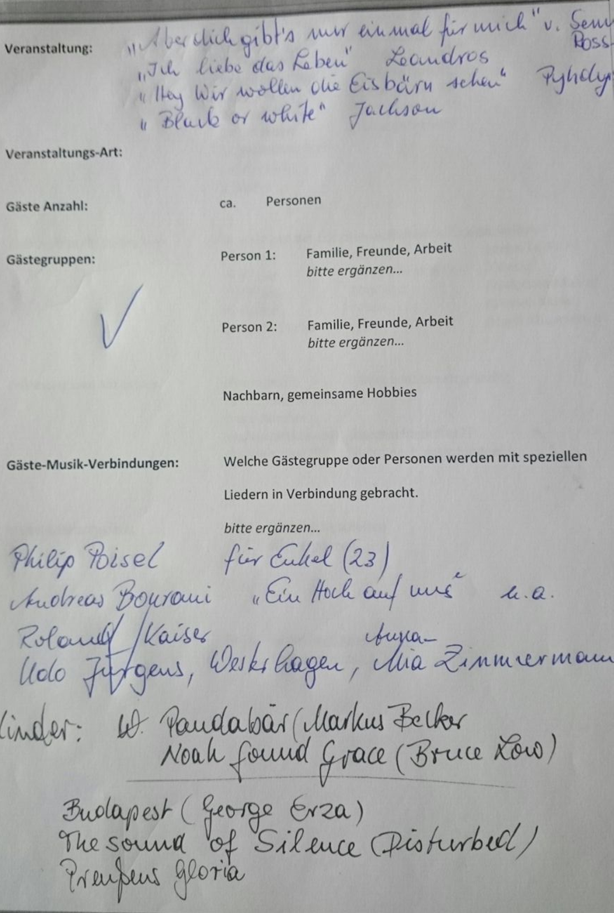 Veranstaltung: „Aber dich gibt's nur einmal für mich" v. Semy Ross
„Ich liebe das Leben" Leandros
„Hey Wir wollen die Eisbärn sehen"
„Black or white" Jackson
Veranstaltungs-Art:
Gäste Anzahl: ca. Personen
Gästegruppen: Person 1: Familie, Freunde, Arbeit
bitte ergänzen...
Person 2: Familie, Freunde, Arbeit
bitte ergänzen...
Nachbarn, gemeinsame Hobbies
Gäste-Musik-Verbindungen: Welche Gästegruppe oder Personen werden mit speziellen
Liedern in Verbindung gebracht.
bitte ergänzen...
Philip Poisel für Enkel (23)
Andreas Bourani „Ein Hoch auf uns" u.a.
Roland Kaiser
Udo Jürgens, Westernhagen, Mia Zimmermann
Kinder: W. Pandabär (Markus Becker
Noah found Grace (Bruce Low)
Budapest (George Erza)
The sound of Silence (Disturbed)
Preußens Gloria